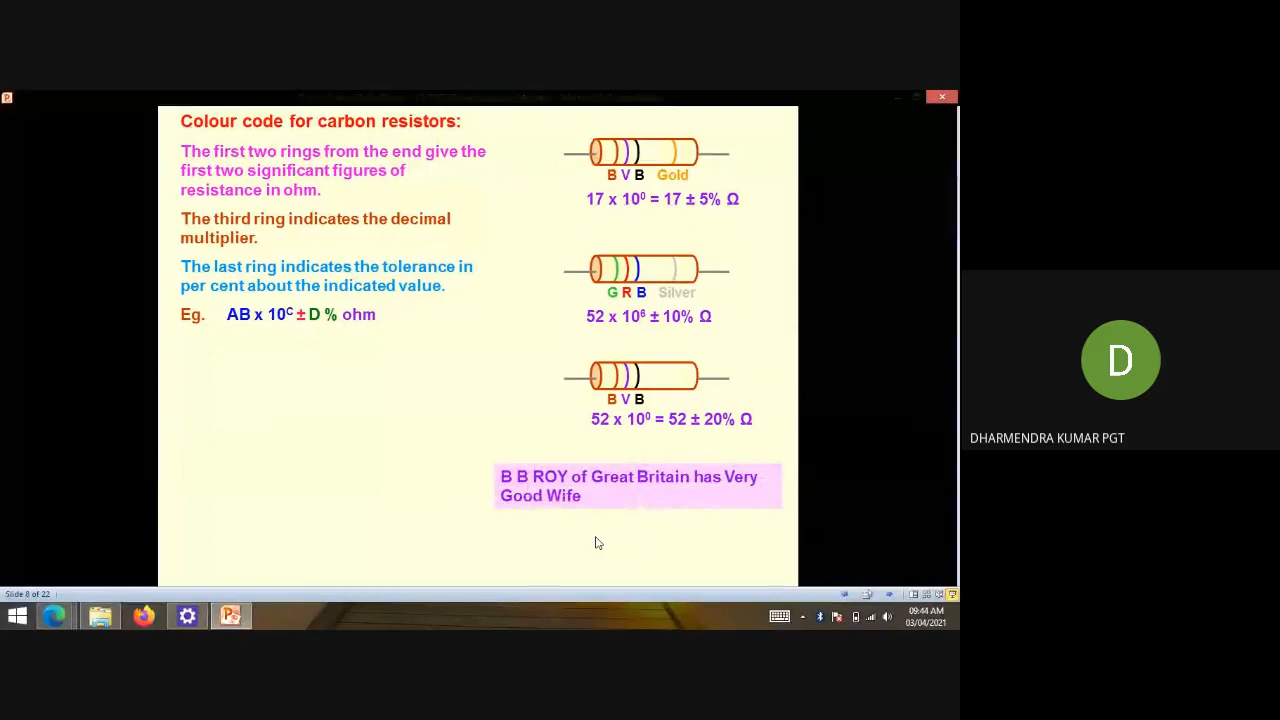 Colour code for carbon resistors:
The first two rings from the end give the
first two significant figures of
resistance in ohm.
The third ring indicates the decimal
multiplier.
The last ring indicates the tolerance in
per cent about the indicated value.
Eg. AB x 10ᶜ ± D % ohm
B V B Gold
17 x 10⁰ = 17 ± 5% Ω
G R B Silver
52 x 10⁶ ± 10% Ω
B V B
52 x 10⁰ = 52 ± 20% Ω
B B ROY of Great Britain has Very
Good Wife
Slide 8 of 22
09:44 AM
03/04/2021
D
DHARMENDRA KUMAR PGT